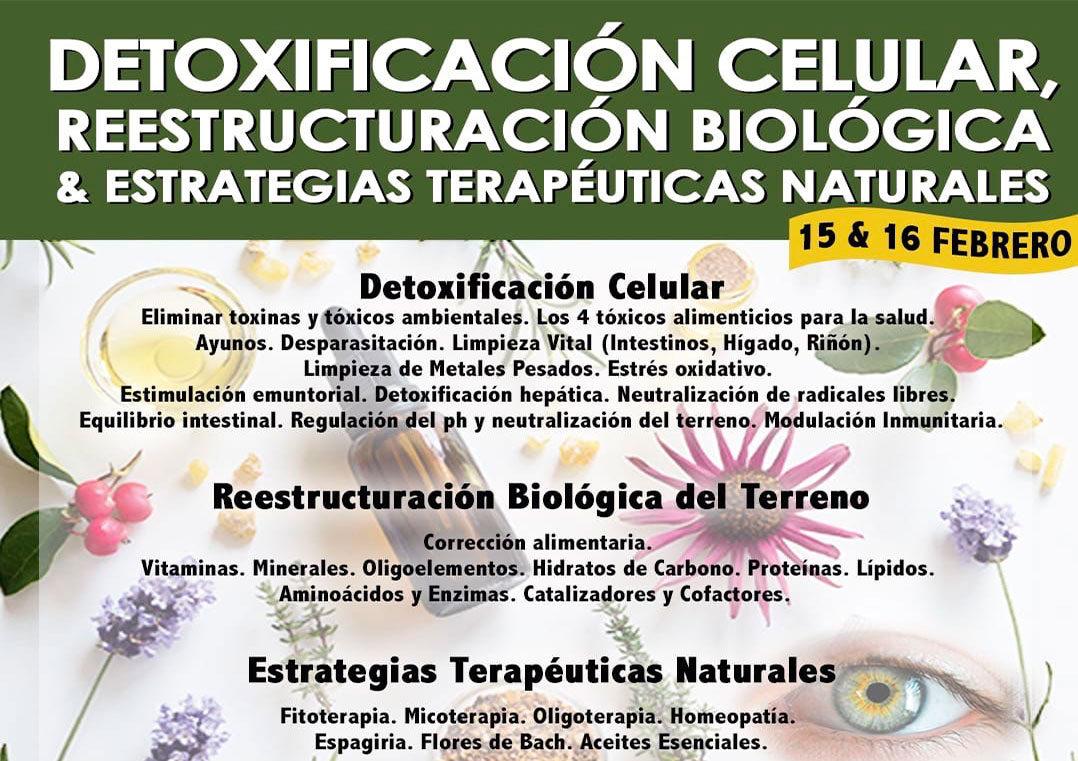 DETOXIFICACIÓN CELULAR,
REESTRUCTURACIÓN BIOLÓGICA
& ESTRATEGIAS TERAPÉUTICAS NATURALES
15 & 16 FEBRERO
Detoxificación Celular
Eliminar toxinas y tóxicos ambientales. Los 4 tóxicos alimenticios para la salud.
Ayunos. Desparasitación. Limpieza Vital (Intestinos, Hígado, Riñón).
Limpieza de Metales Pesados. Estrés oxidativo.
Estimulación emuntorial. Detoxificación hepática. Neutralización de radicales libres.
Equilibrio intestinal. Regulación del ph y neutralización del terreno. Modulación Inmunitaria.
Reestructuración Biológica del Terreno
Corrección alimentaria.
Vitaminas. Minerales. Oligoelementos. Hidratos de Carbono. Proteínas. Lípidos.
Aminoácidos y Enzimas. Catalizadores y Cofactores.
Estrategias Terapéuticas Naturales
Fitoterapia. Micoterapia. Oligoterapia. Homeopatía.
Espagiria. Flores de Bach. Aceites Esenciales.